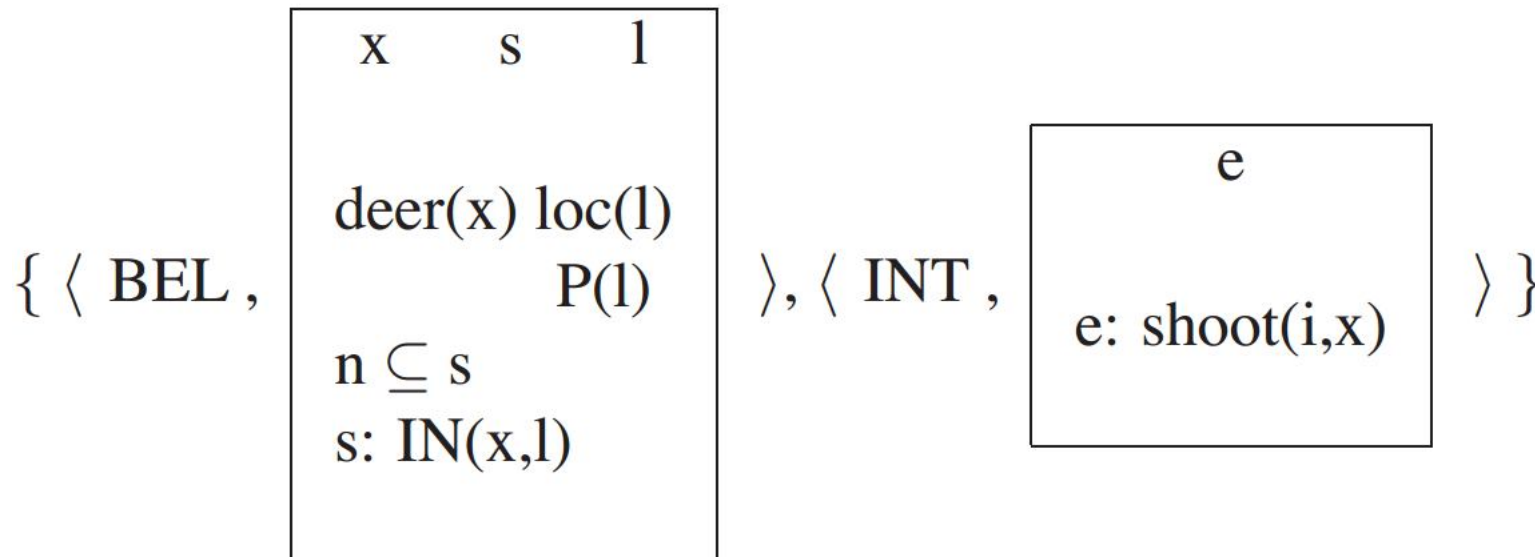 x s l
deer(x) loc(l)
P(l)
n ⊆ s
s: IN(x,l)
{ ⟨ BEL , ⟩, ⟨ INT , ⟩ }
e
e: shoot(i,x)